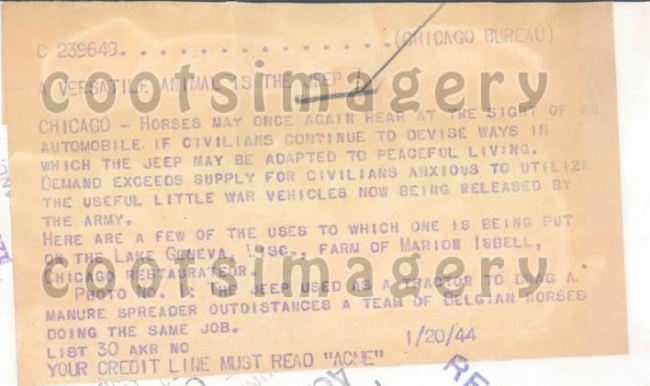 C 239649. . . . . . . . . . . . . . . . (CHICAGO BUREAU)
A VERSATILE ANIMAL IS THE JEEP
cootsimagery
CHICAGO - HORSES MAY ONCE AGAIN REAR AT THE SIGHT OF AN
AUTOMOBILE IF CIVILIANS CONTINUE TO DEVISE WAYS IN
WHICH THE JEEP MAY BE ADAPTED TO PEACEFUL LIVING.
DEMAND EXCEEDS SUPPLY FOR CIVILIANS ANXIOUS TO UTILIZE
THE USEFUL LITTLE WAR VEHICLES NOW BEING RELEASED BY
THE ARMY.
HERE ARE A FEW OF THE USES TO WHICH ONE IS BEING PUT
ON THE LAKE GENEVA, WISC., FARM OF MARION ISBELL,
CHICAGO RESTAURATEUR.
cootsimagery
PHOTO NO. 1: THE JEEP USED AS A TRACTOR TO DRAG A
MANURE SPREADER OUTDISTANCES A TEAM OF BELGIAN HORSES
DOING THE SAME JOB.
LIST 30 AKR NO 1/20/44
YOUR CREDIT LINE MUST READ "ACME"